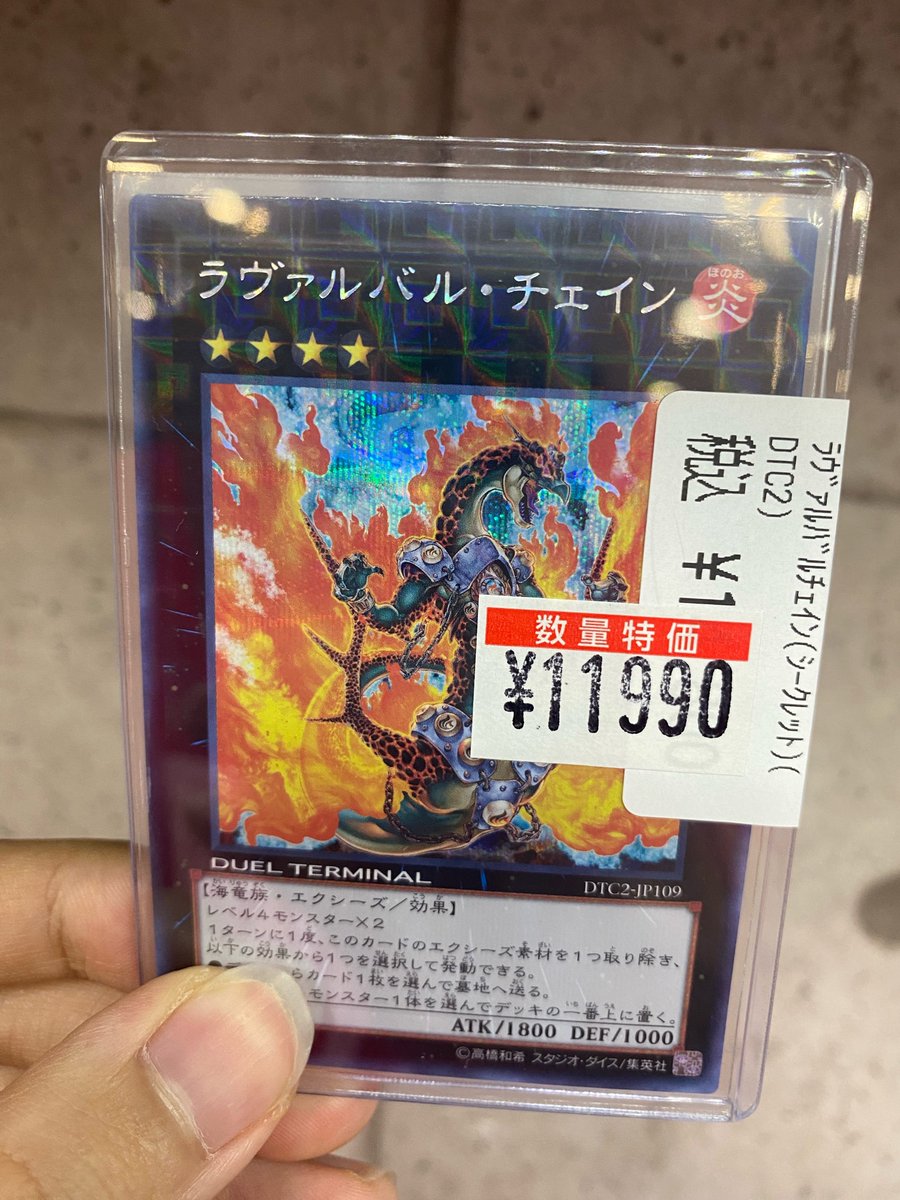 ラヴァルバル・チェイン
ほのお
炎
ラヴァルバルチェイン(シークレット)(
DTC2)
税込 ¥1
数量特価
¥11990
DUEL TERMINAL
DTC2-JP109
【海竜族・エクシーズ/効果】
レベル4モンスター×2
1ターンに1度、このカードのエクシーズ素材を1つ取り除き、
以下の効果から1つを選択して発動できる。
らカード1枚を選んで墓地へ送る。
モンスター1体を選んでデッキの一番上に置く。
ATK/1800 DEF/1000
©高橋和希 スタジオ・ダイス/集英社